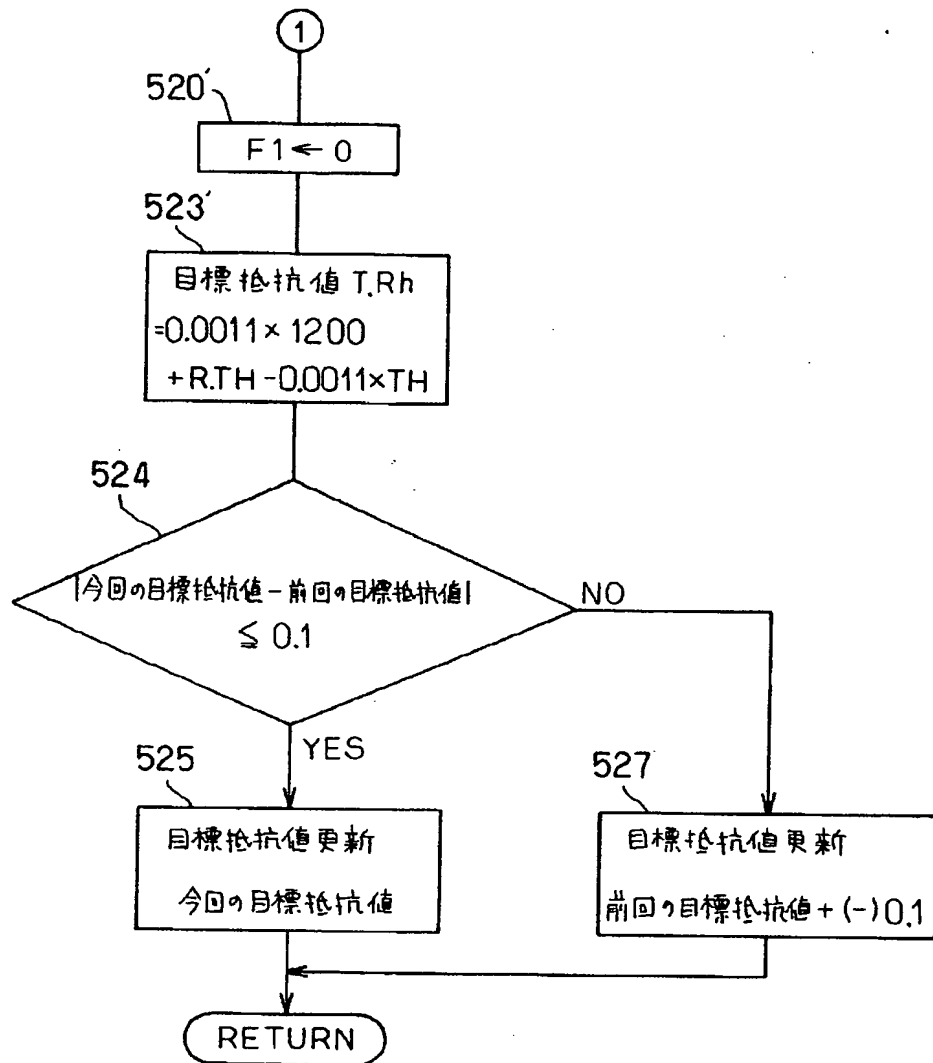 1
520′
F1←0
523′
目標抵抗値 T.Rh
=0.0011×1200
+R.TH-0.0011×TH
524
|今回の目標抵抗値-前回の目標抵抗値|
≦0.1
NO
YES
525
目標抵抗値更新
今回の目標抵抗値
527
目標抵抗値更新
前回の目標抵抗値+(-)0.1
RETURN